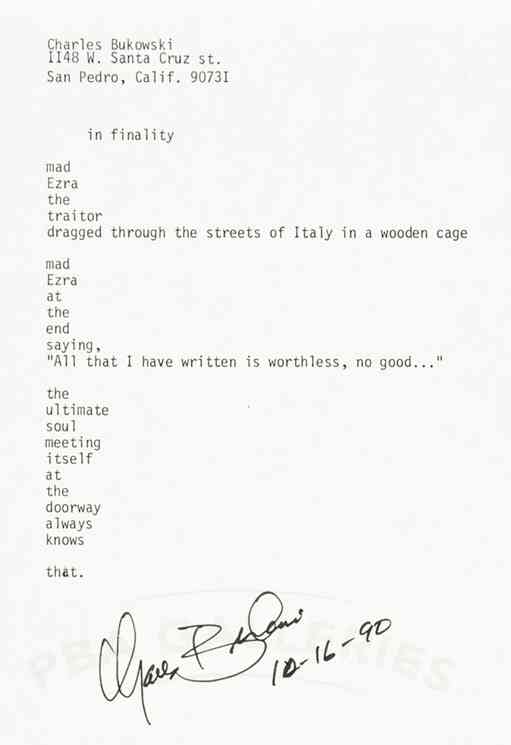 Charles Bukowski
1148 W. Santa Cruz st.
San Pedro, Calif. 90731
in finality
mad
Ezra
the
traitor
dragged through the streets of Italy in a wooden cage
mad
Ezra
at
the
end
saying,
"All that I have written is worthless, no good..."
the
ultimate
soul
meeting
itself
at
the
doorway
always
knows
that.
Charles Bukowski
10-16-90
PBA GALLERIES